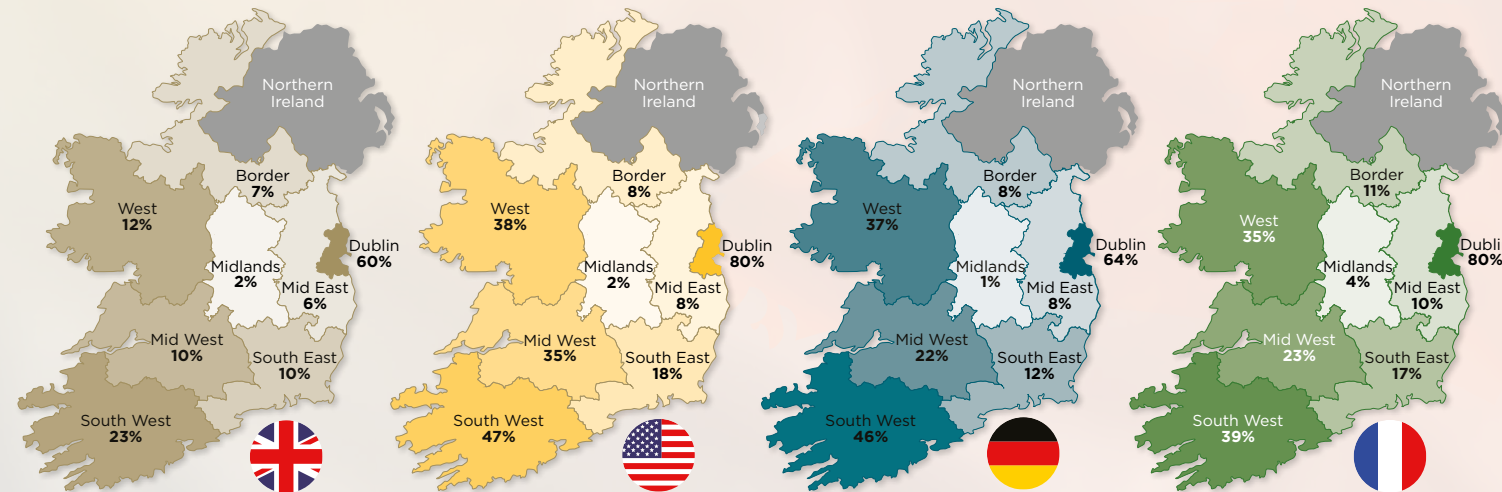 Northern
Ireland
Border
7%
West
12%
Dublin
60%
Midlands
2%
Mid East
6%
Mid West
10%
South East
10%
South West
23%
Northern
Ireland
Border
8%
West
38%
Dublin
80%
Midlands
2%
Mid East
8%
Mid West
35%
South East
18%
South West
47%
Northern
Ireland
Border
8%
West
37%
Dublin
64%
Midlands
1%
Mid East
8%
Mid West
22%
South East
12%
South West
46%
Northern
Ireland
Border
11%
West
35%
Dubli
80%
Midlands
4%
Mid East
10%
Mid West
23%
South East
17%
South West
39%